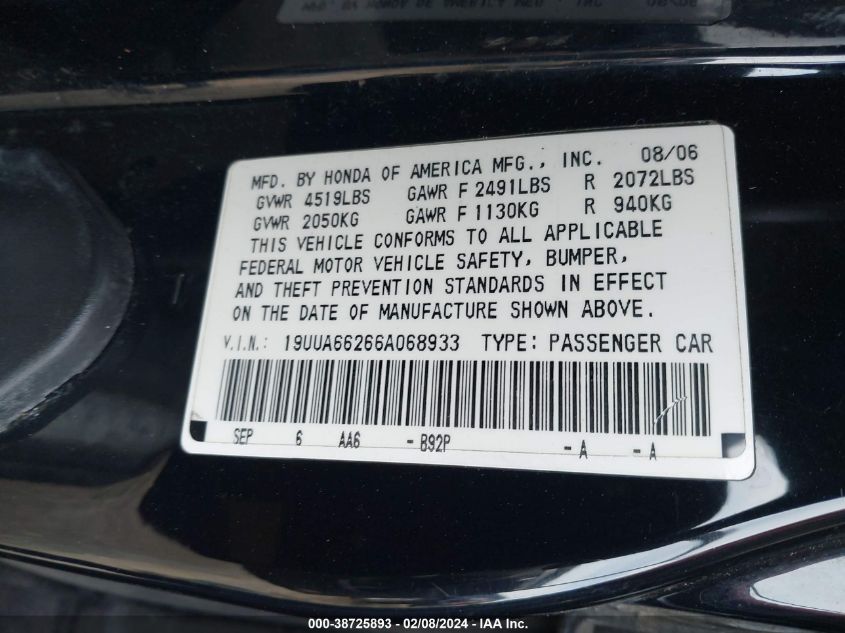 MFD. BY HONDA OF AMERICA MFG., INC. 08/06
GVWR 4519LBS GAWR F 2491LBS R 2072LBS
GVWR 2050KG GAWR F 1130KG R 940KG
THIS VEHICLE CONFORMS TO ALL APPLICABLE
FEDERAL MOTOR VEHICLE SAFETY, BUMPER,
AND THEFT PREVENTION STANDARDS IN EFFECT
ON THE DATE OF MANUFACTURE SHOWN ABOVE.
V.I.N.: 19UUA66266A068933 TYPE: PASSENGER CAR
SEP 6 AA6 - B92P - A - A
000-38725893 - 02/08/2024 - IAA Inc.